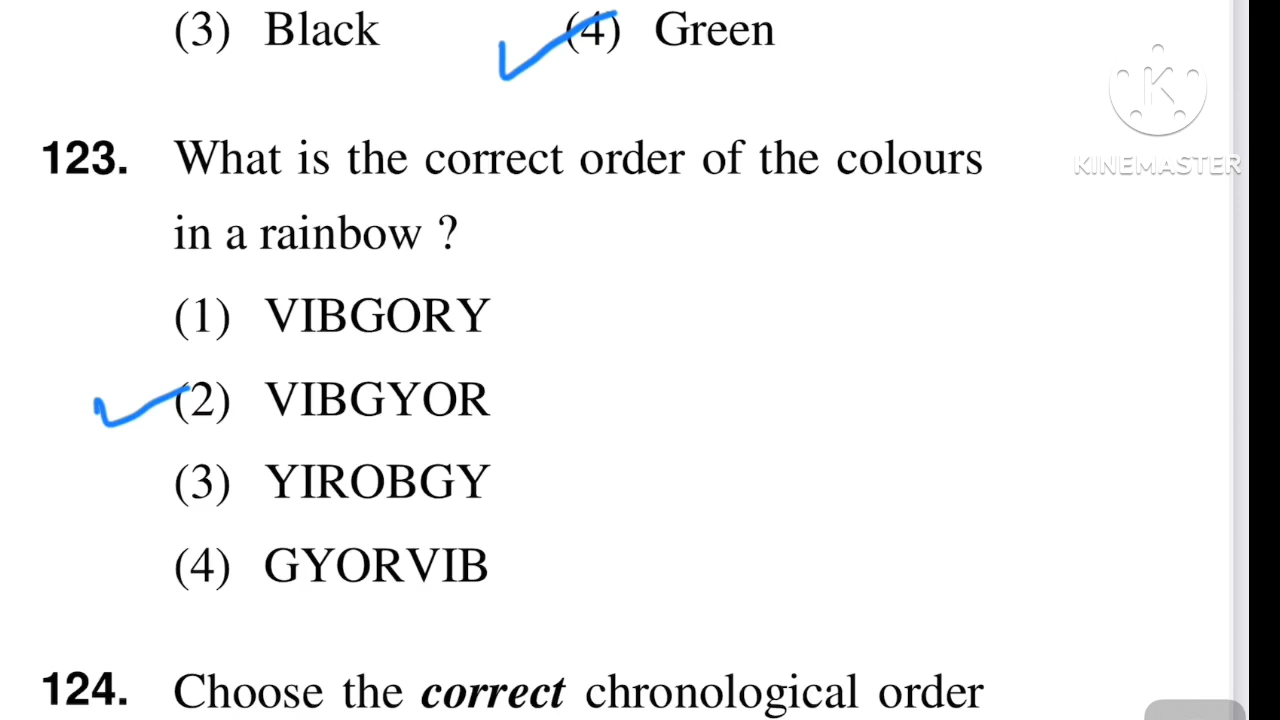 (3) Black (4) Green
KINEMASTER
123. What is the correct order of the colours
in a rainbow ?
(1) VIBGORY
(2) VIBGYOR
(3) YIROBGY
(4) GYORVIB
124. Choose the correct chronological order